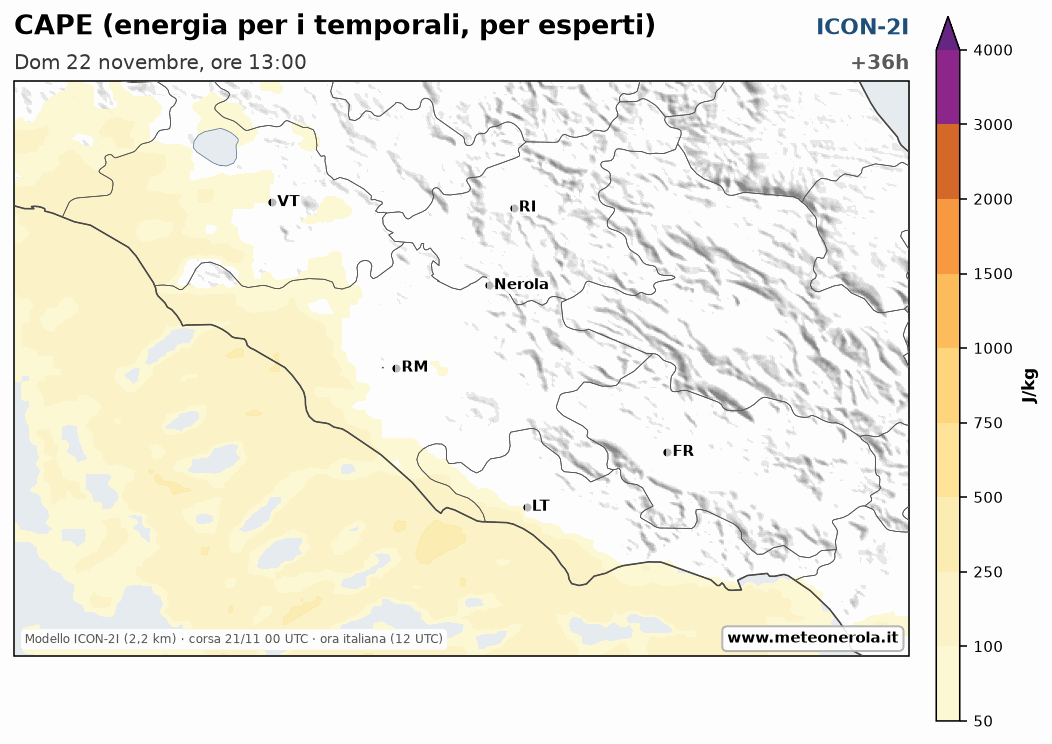 CAPE (energia per i temporali, per esperti)
ICON-2I
Dom 22 novembre, ore 13:00
+36h
4000
3000
2000
1500
1000
750
500
250
100
50
J/kg
VT
RI
Nerola
RM
FR
LT
Modello ICON-2I (2,2 km) · corsa 21/11 00 UTC · ora italiana (12 UTC)
www.meteonerola.it